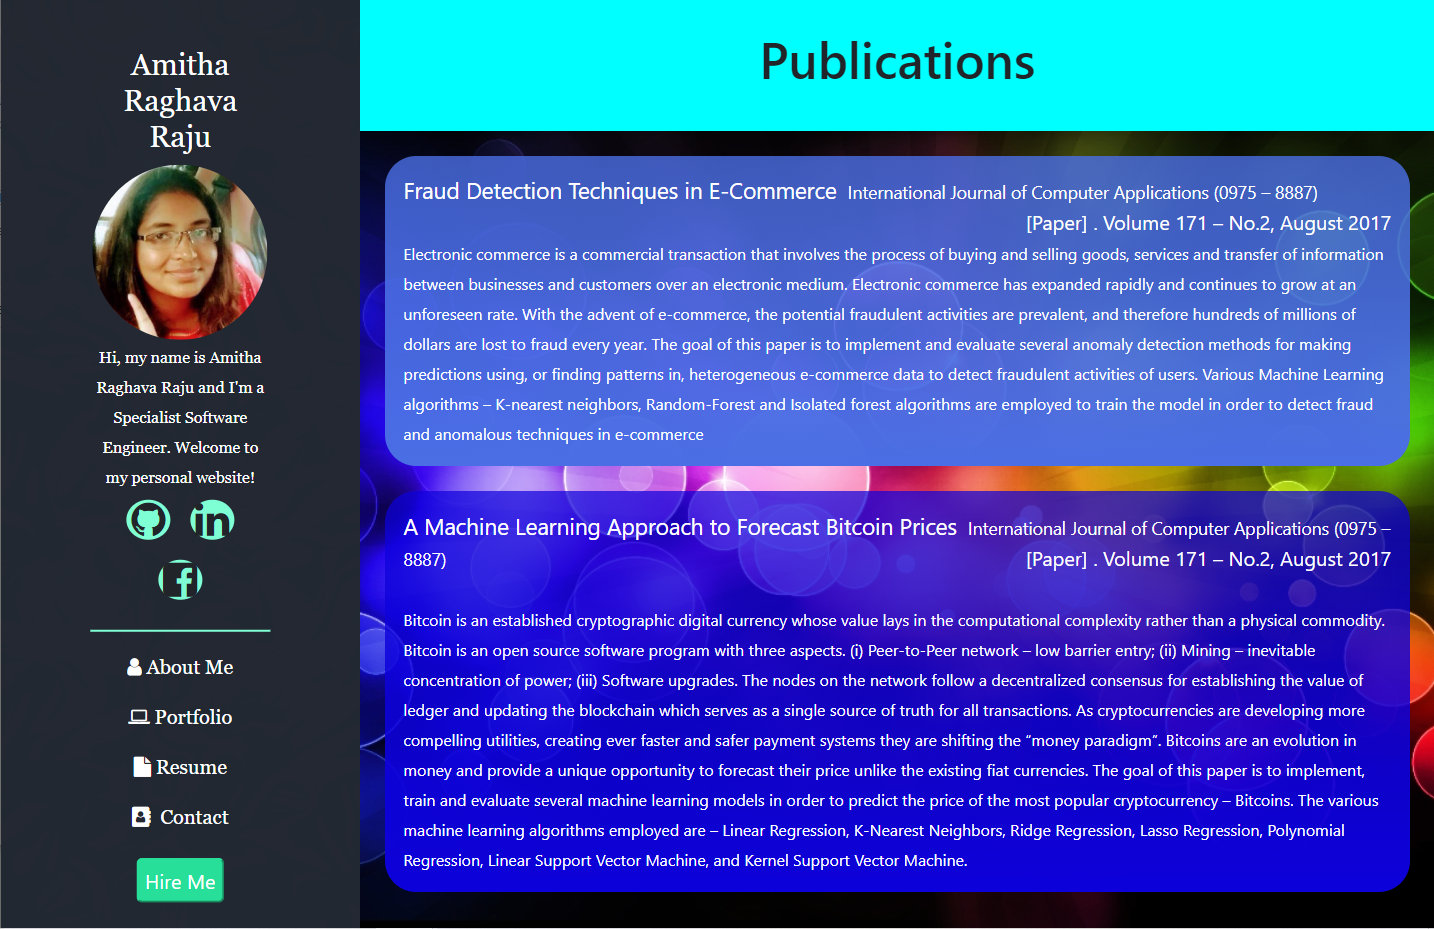 Amitha
Raghava
Raju
Hi, my name is Amitha
Raghava Raju and I'm a
Specialist Software
Engineer. Welcome to
my personal website!
About Me
Portfolio
Resume
Contact
Hire Me
Publications
Fraud Detection Techniques in E-Commerce International Journal of Computer Applications (0975 – 8887)
[Paper] . Volume 171 – No.2, August 2017
Electronic commerce is a commercial transaction that involves the process of buying and selling goods, services and transfer of information
between businesses and customers over an electronic medium. Electronic commerce has expanded rapidly and continues to grow at an
unforeseen rate. With the advent of e-commerce, the potential fraudulent activities are prevalent, and therefore hundreds of millions of
dollars are lost to fraud every year. The goal of this paper is to implement and evaluate several anomaly detection methods for making
predictions using, or finding patterns in, heterogeneous e-commerce data to detect fraudulent activities of users. Various Machine Learning
algorithms – K-nearest neighbors, Random-Forest and Isolated forest algorithms are employed to train the model in order to detect fraud
and anomalous techniques in e-commerce
A Machine Learning Approach to Forecast Bitcoin Prices International Journal of Computer Applications (0975 –
8887) [Paper] . Volume 171 – No.2, August 2017
Bitcoin is an established cryptographic digital currency whose value lays in the computational complexity rather than a physical commodity.
Bitcoin is an open source software program with three aspects. (i) Peer-to-Peer network – low barrier entry; (ii) Mining – inevitable
concentration of power; (iii) Software upgrades. The nodes on the network follow a decentralized consensus for establishing the value of
ledger and updating the blockchain which serves as a single source of truth for all transactions. As cryptocurrencies are developing more
compelling utilities, creating ever faster and safer payment systems they are shifting the “money paradigm”. Bitcoins are an evolution in
money and provide a unique opportunity to forecast their price unlike the existing fiat currencies. The goal of this paper is to implement,
train and evaluate several machine learning models in order to predict the price of the most popular cryptocurrency – Bitcoins. The various
machine learning algorithms employed are – Linear Regression, K-Nearest Neighbors, Ridge Regression, Lasso Regression, Polynomial
Regression, Linear Support Vector Machine, and Kernel Support Vector Machine.